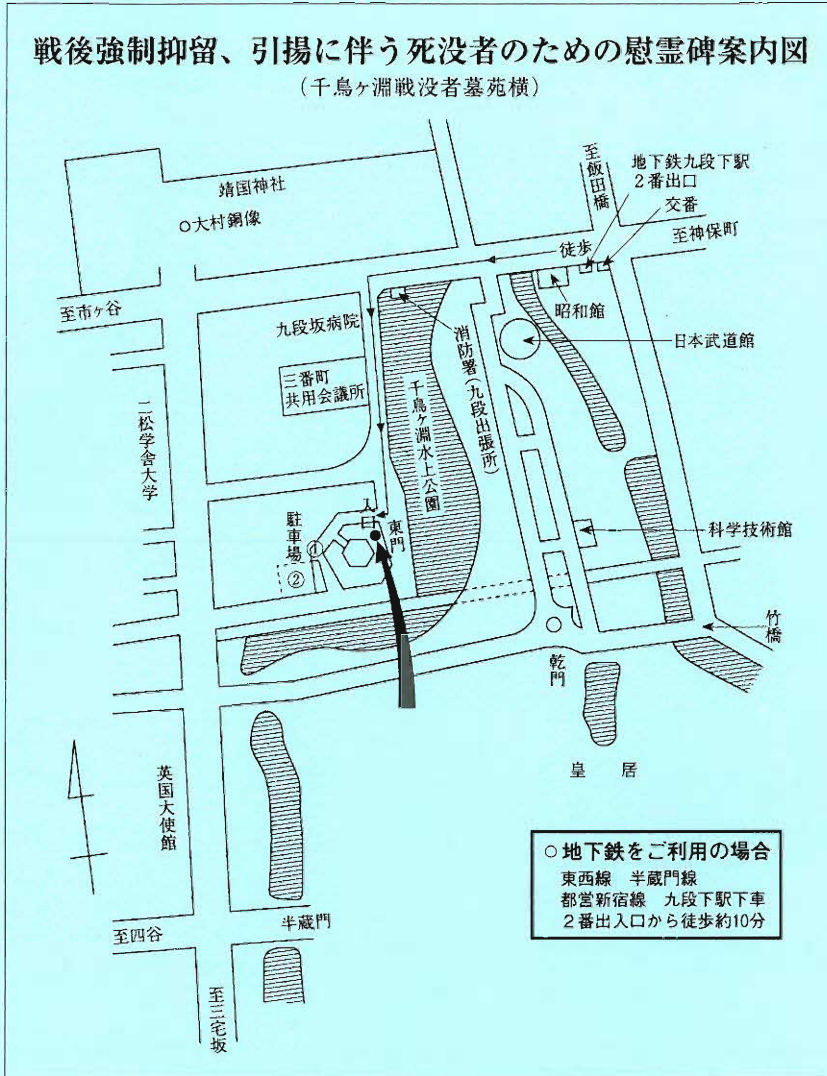 戦後強制抑留、引揚に伴う死没者のための慰霊碑案内図
(千鳥ヶ淵戦没者墓苑横)
至飯田橋
地下鉄九段下駅
2番出口
交番
至神保町
徒歩
靖国神社
○大村銅像
至市ヶ谷
九段坂病院
昭和館
日本武道館
消防署(九段出張所)
三番町
共用会議所
千鳥ヶ淵水上公園
二松学舎大学
入口
東門
駐車場
①
②
科学技術館
竹橋
乾門
皇居
英国大使館
半蔵門
至四谷
至三宅坂
○地下鉄をご利用の場合
東西線 半蔵門線
都営新宿線 九段下駅下車
2番出入口から徒歩約10分